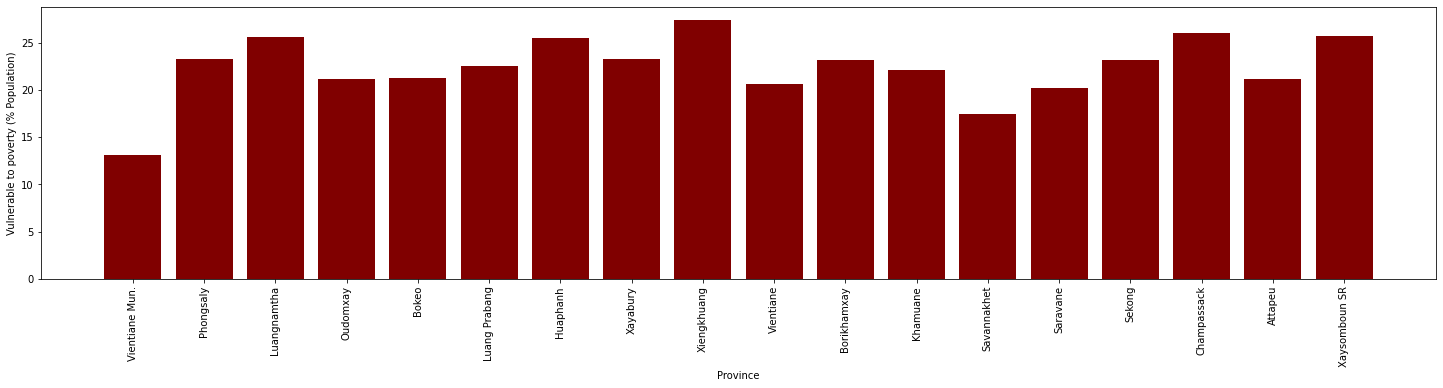 Vulnerable to poverty (% Population)
25
20
15
10
5
0
Vientiane Mun.
Phongsaly
Luangnamtha
Oudomxay
Bokeo
Luang Prabang
Huaphanh
Xayabury
Xiengkhuang
Vientiane
Borikhamxay
Khamuane
Savannakhet
Saravane
Sekong
Champassack
Attapeu
Xaysomboun SR
Province